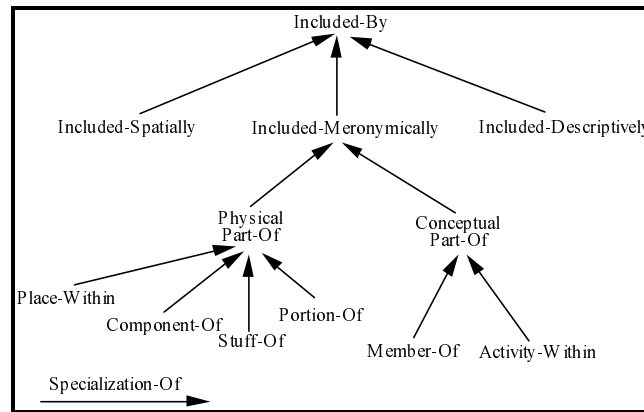 Included-By
Included-Spatially
Included-Meronymically
Included-Descriptively
Physical
Part-Of
Conceptual
Part-Of
Place-Within
Component-Of
Stuff-Of
Portion-Of
Member-Of
Activity-Within
Specialization-Of